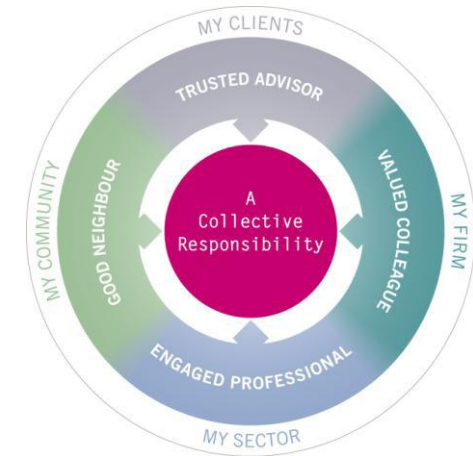 MY CLIENTS
TRUSTED ADVISOR
MY COMMUNITY
GOOD NEIGHBOUR
A
Collective
Responsibility
VALUED COLLEAGUE
MY FIRM
ENGAGED PROFESSIONAL
MY SECTOR